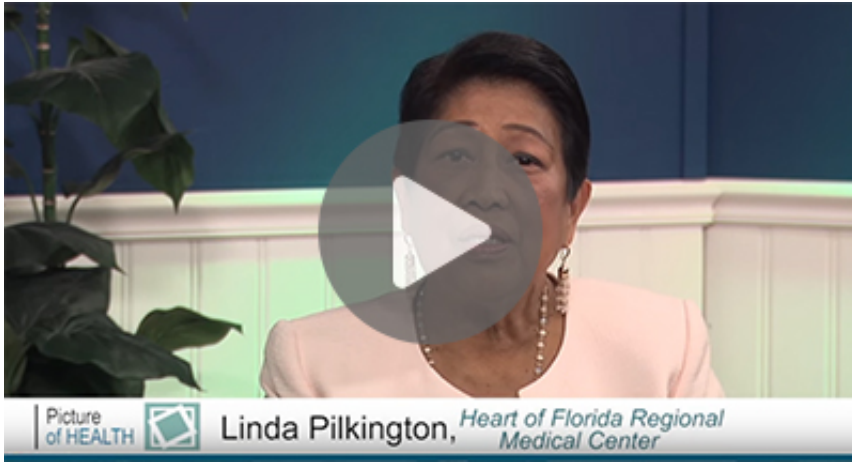 Picture
of HEALTH
Linda Pilkington, Heart of Florida Regional
Medical Center